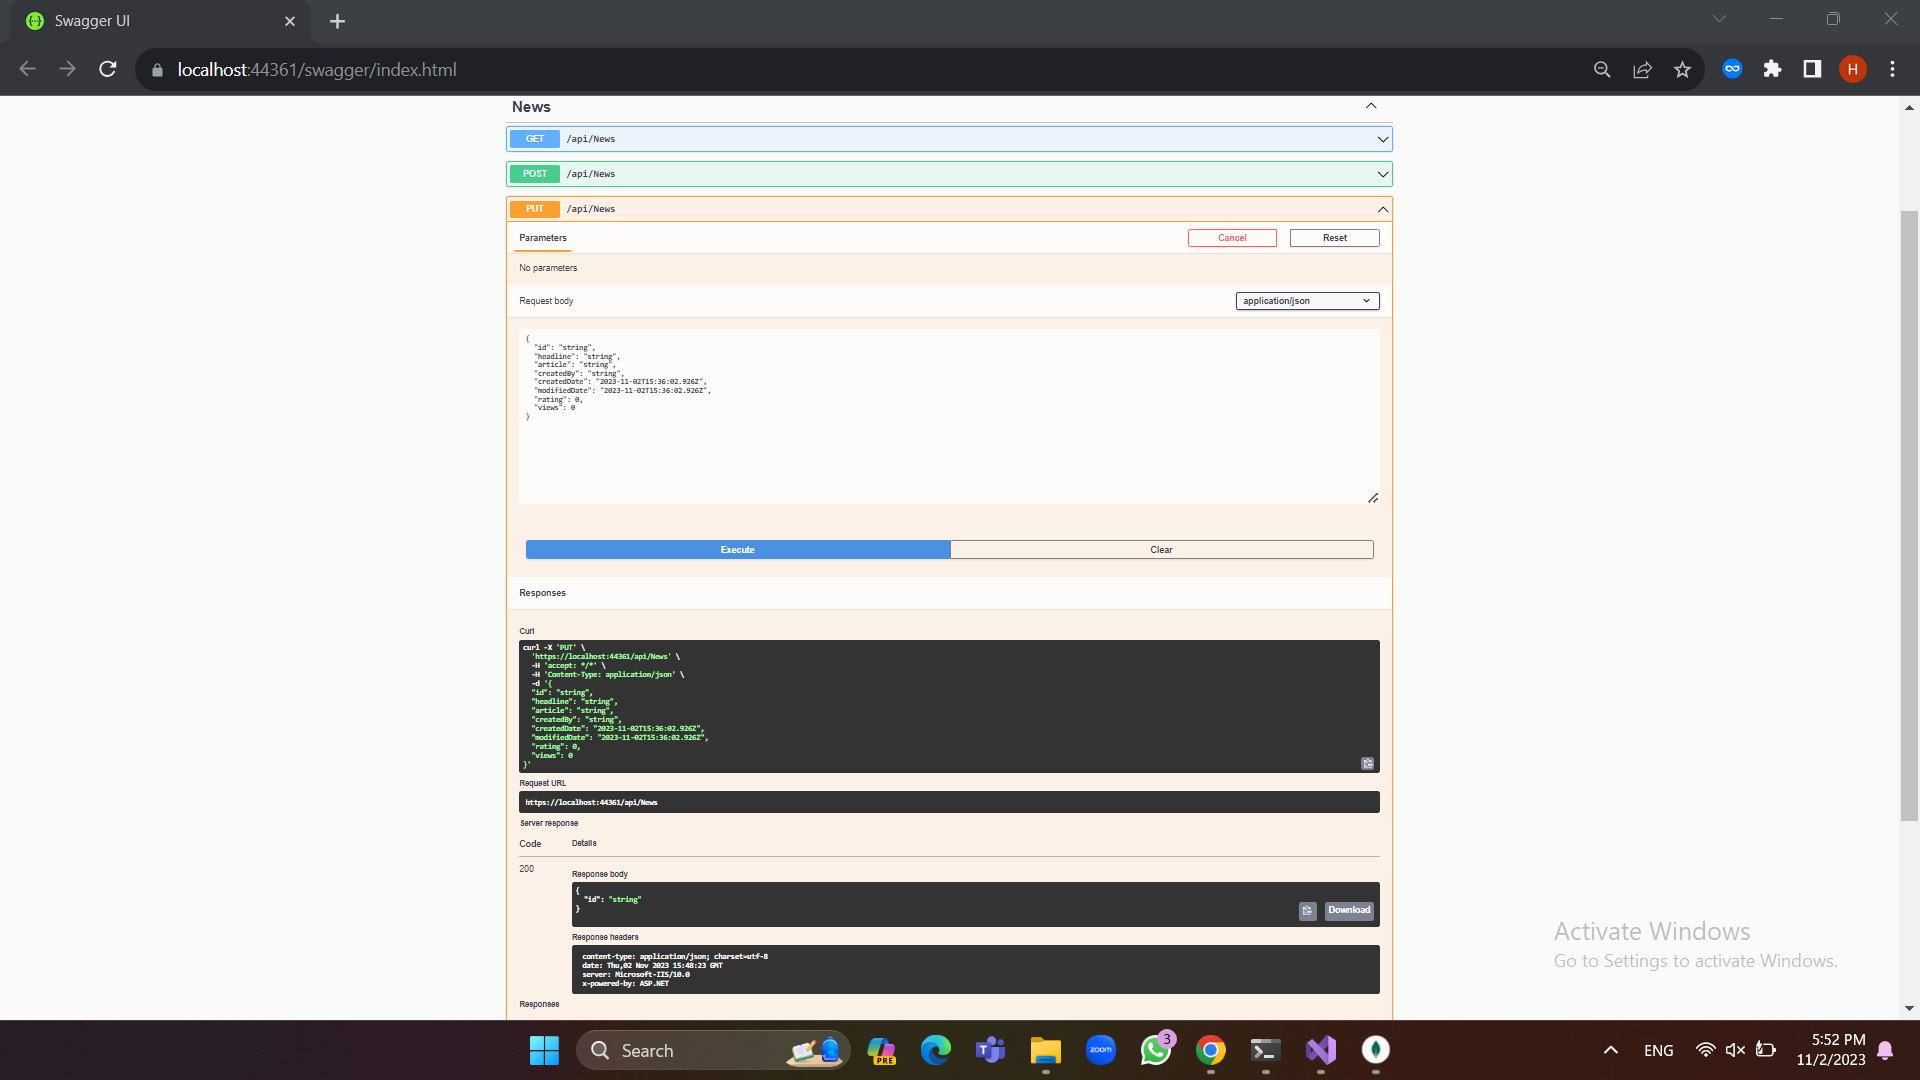 Swagger UI
localhost:44361/swagger/index.html
H
News
GET /api/News
POST /api/News
PUT /api/News
Parameters
Cancel
Reset
No parameters
Request body
application/json
{
"id": "string",
"headline": "string",
"article": "string",
"createdBy": "string",
"createdDate": "2023-11-02T15:36:02.926Z",
"modifiedDate": "2023-11-02T15:36:02.926Z",
"rating": 0,
"views": 0
}
Execute
Clear
Responses
Curl
curl -X 'PUT' \
'https://localhost:44361/api/News' \
-H 'accept: */*' \
-H 'Content-Type: application/json' \
-d '{
"id": "string",
"headline": "string",
"article": "string",
"createdBy": "string",
"createdDate": "2023-11-02T15:36:02.926Z",
"modifiedDate": "2023-11-02T15:36:02.926Z",
"rating": 0,
"views": 0
}'
Request URL
https://localhost:44361/api/News
Server response
Code Details
200
Response body
{
"id": "string"
}
Download
Response headers
content-type: application/json; charset=utf-8
date: Thu,02 Nov 2023 15:48:23 GMT
server: Microsoft-IIS/10.0
x-powered-by: ASP.NET
Responses
Activate Windows
Go to Settings to activate Windows.
Search
PRE
zoom
3
ENG
5:52 PM
11/2/2023